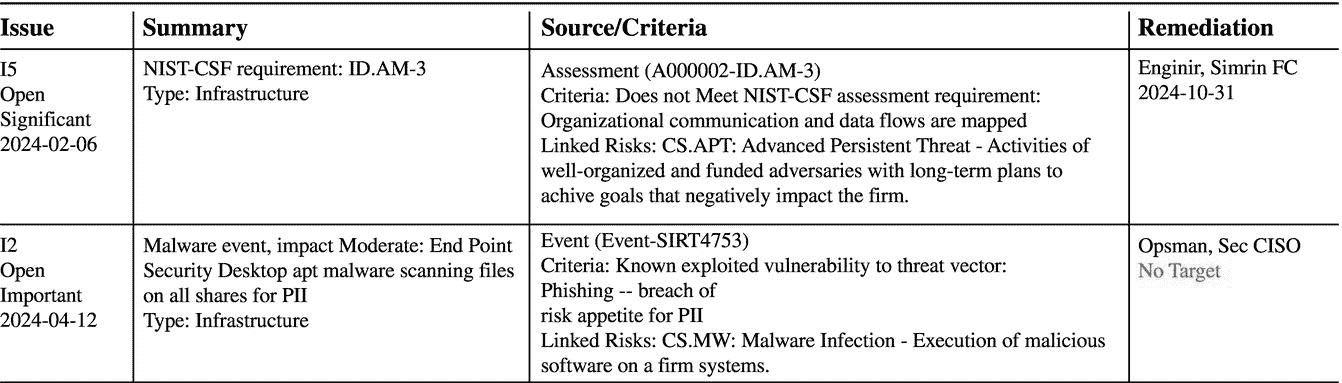 Issue Summary Source/Criteria Remediation
I5
Open
Significant
2024-02-06
NIST-CSF requirement: ID.AM-3
Type: Infrastructure
Assessment (A000002-ID.AM-3)
Criteria: Does not Meet NIST-CSF assessment requirement:
Organizational communication and data flows are mapped
Linked Risks: CS.APT: Advanced Persistent Threat - Activities of
well-organized and funded adversaries with long-term plans to
achive goals that negatively impact the firm.
Enginir, Simrin FC
2024-10-31
I2
Open
Important
2024-04-12
Malware event, impact Moderate: End Point
Security Desktop apt malware scanning files
on all shares for PII
Type: Infrastructure
Event (Event-SIRT4753)
Criteria: Known exploited vulnerability to threat vector:
Phishing -- breach of
risk appetite for PII
Linked Risks: CS.MW: Malware Infection - Execution of malicious
software on a firm systems.
Opsman, Sec CISO
No Target